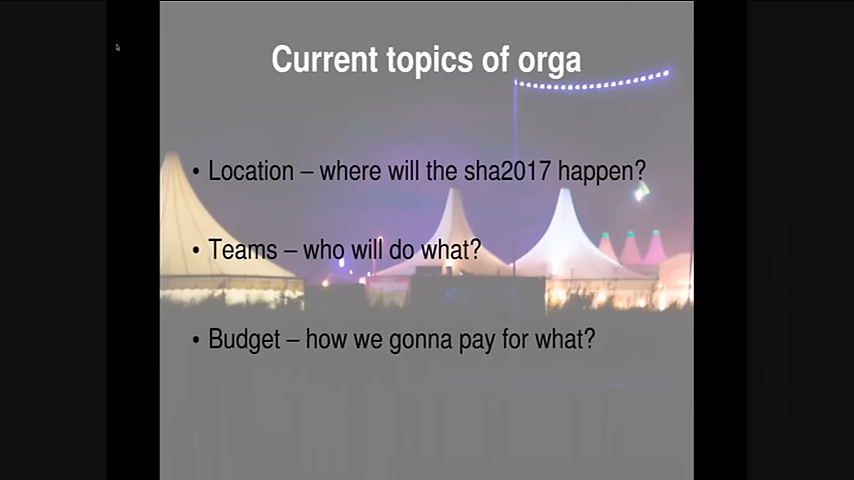 Current topics of orga
• Location – where will the sha2017 happen?
• Teams – who will do what?
• Budget – how we gonna pay for what?